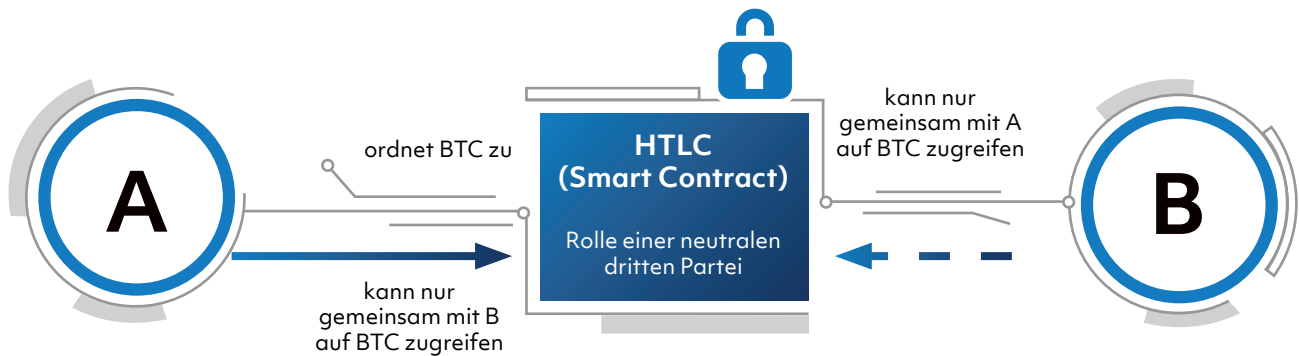 A
ordnet BTC zu
kann nur
gemeinsam mit B
auf BTC zugreifen
HTLC
(Smart Contract)
Rolle einer neutralen
dritten Partei
kann nur
gemeinsam mit A
auf BTC zugreifen
B